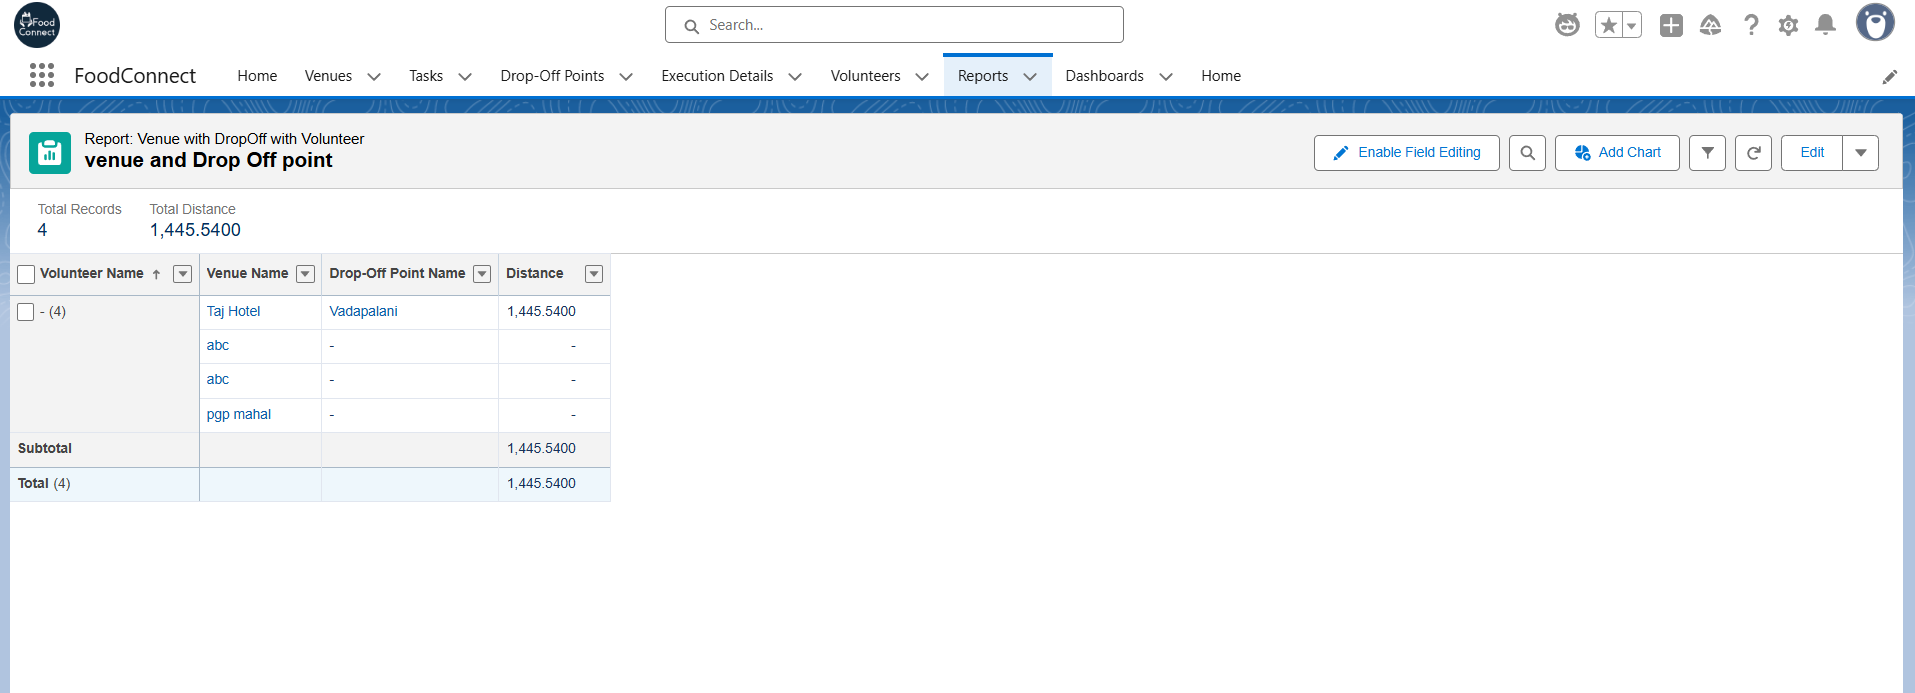 Food
Connect
Search...
FoodConnect
Home
Venues
Tasks
Drop-Off Points
Execution Details
Volunteers
Reports
Dashboards
Home
Report: Venue with DropOff with Volunteer
venue and Drop Off point
Enable Field Editing
Add Chart
Edit
Total Records
4
Total Distance
1,445.5400
Volunteer Name ↑ Venue Name Drop-Off Point Name Distance
- (4) Taj Hotel Vadapalani 1,445.5400
abc - -
abc - -
pgp mahal - -
Subtotal 1,445.5400
Total (4) 1,445.5400